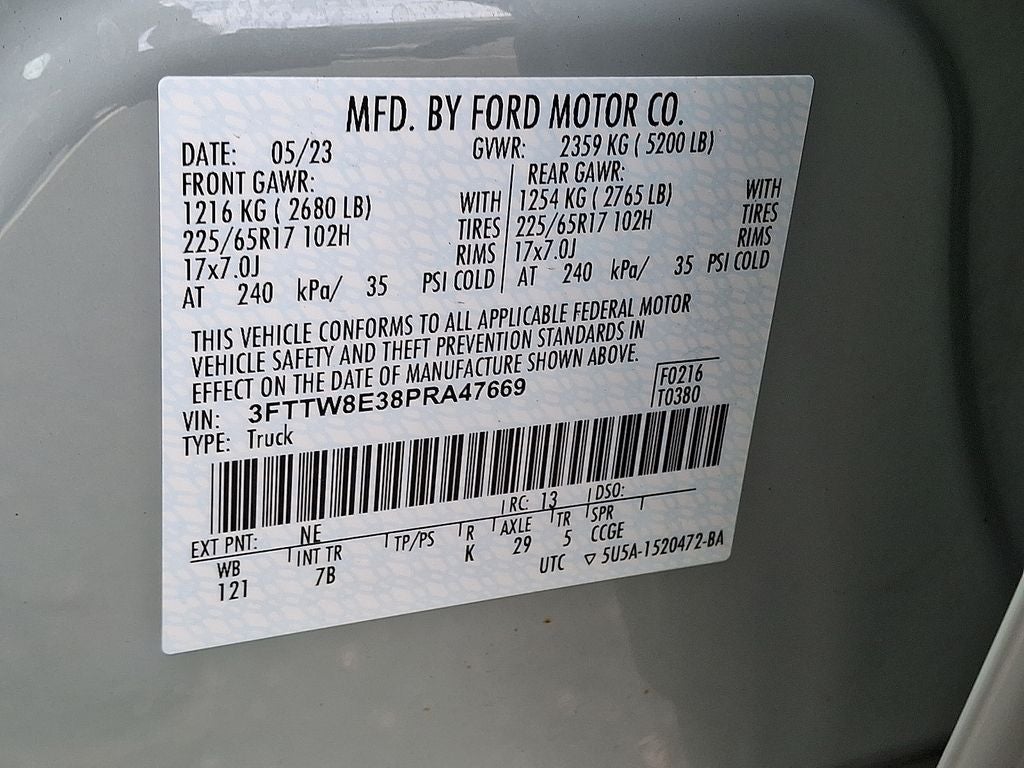 MFD. BY FORD MOTOR CO.
DATE: 05/23 GVWR: 2359 KG ( 5200 LB)
FRONT GAWR: REAR GAWR:
1216 KG ( 2680 LB) WITH 1254 KG ( 2765 LB) WITH
225/65R17 102H TIRES 225/65R17 102H TIRES
17x7.0J RIMS 17x7.0J RIMS
AT 240 kPa/ 35 PSI COLD AT 240 kPa/ 35 PSI COLD
THIS VEHICLE CONFORMS TO ALL APPLICABLE FEDERAL MOTOR
VEHICLE SAFETY AND THEFT PREVENTION STANDARDS IN
EFFECT ON THE DATE OF MANUFACTURE SHOWN ABOVE.
VIN: 3FTTW8E38PRA47669 F0216
TYPE: Truck T0380
EXT PNT: NE RC: 13 DSO:
WB INT TR TP/PS R AXLE TR SPR
121 7B K 29 5 CCGE
UTC ▽ 5U5A-1520472-BA